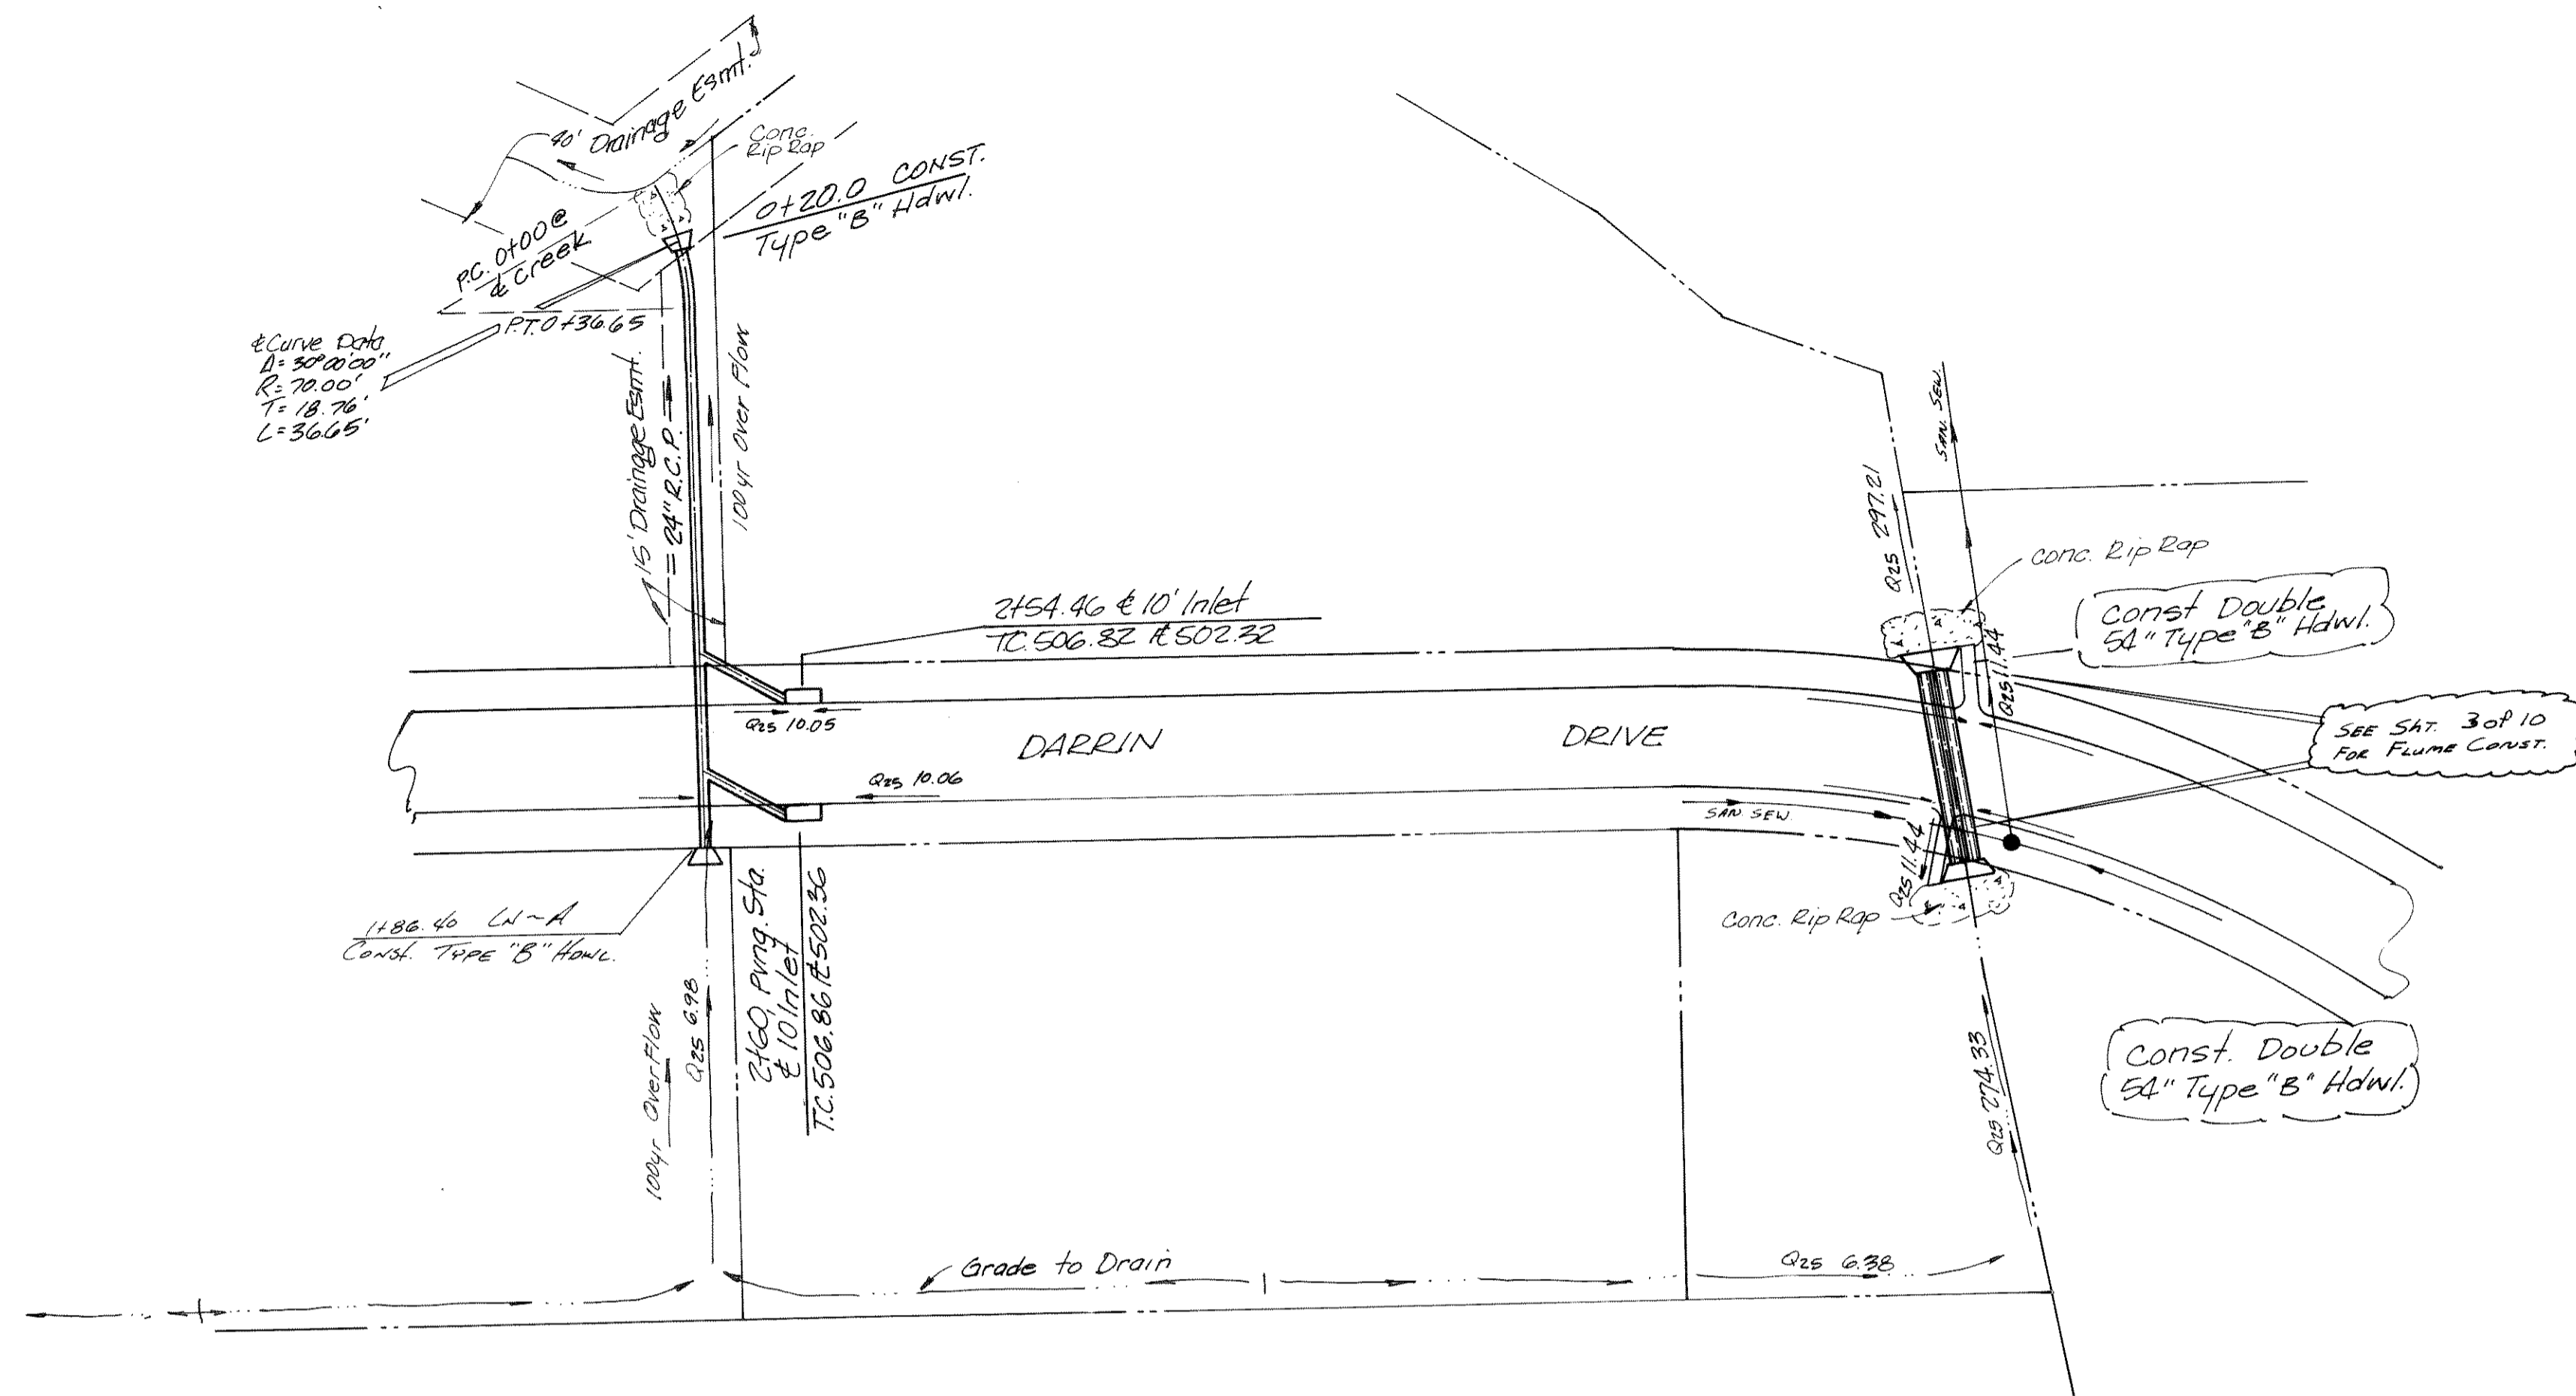 40' Drainage Esmt.
Conc.
Rip Rap
0+20.0 CONST.
Type "B" Hdwl.
P.C. 0+00 @
℄ Creek
P.T. 0+36.65
℄ Curve Data
Δ= 30°00'00"
R= 70.00'
T= 18.76'
L= 36.65'
15' Drainage Esmt.
24" R.C.P.
100 yr Over Flow
2+54.46 ℄ 10' Inlet
T.C. 506.82 ℄ 502.32
Q25 10.05
DARRIN DRIVE
Q25 10.06
SAN. SEW.
SAN. SEW.
Q25 297.21
Conc. Rip Rap
Const Double
54" Type "B" Hdwl.
Q25 11.44
SEE SHT. 3 of 10
FOR FLUME CONST.
Q25 11.44
Conc. Rip Rap
1+86.40 LN~A
CONST. TYPE "B" HDWL.
2+60 Pvng. Sta.
℄ 10' Inlet
T.C. 506.86 ℄ 502.36
Q25 6.98
100 yr OverFlow
Q25 274.33
Const. Double
54" Type "B" Hdwl.
Grade to Drain
Q25 6.38